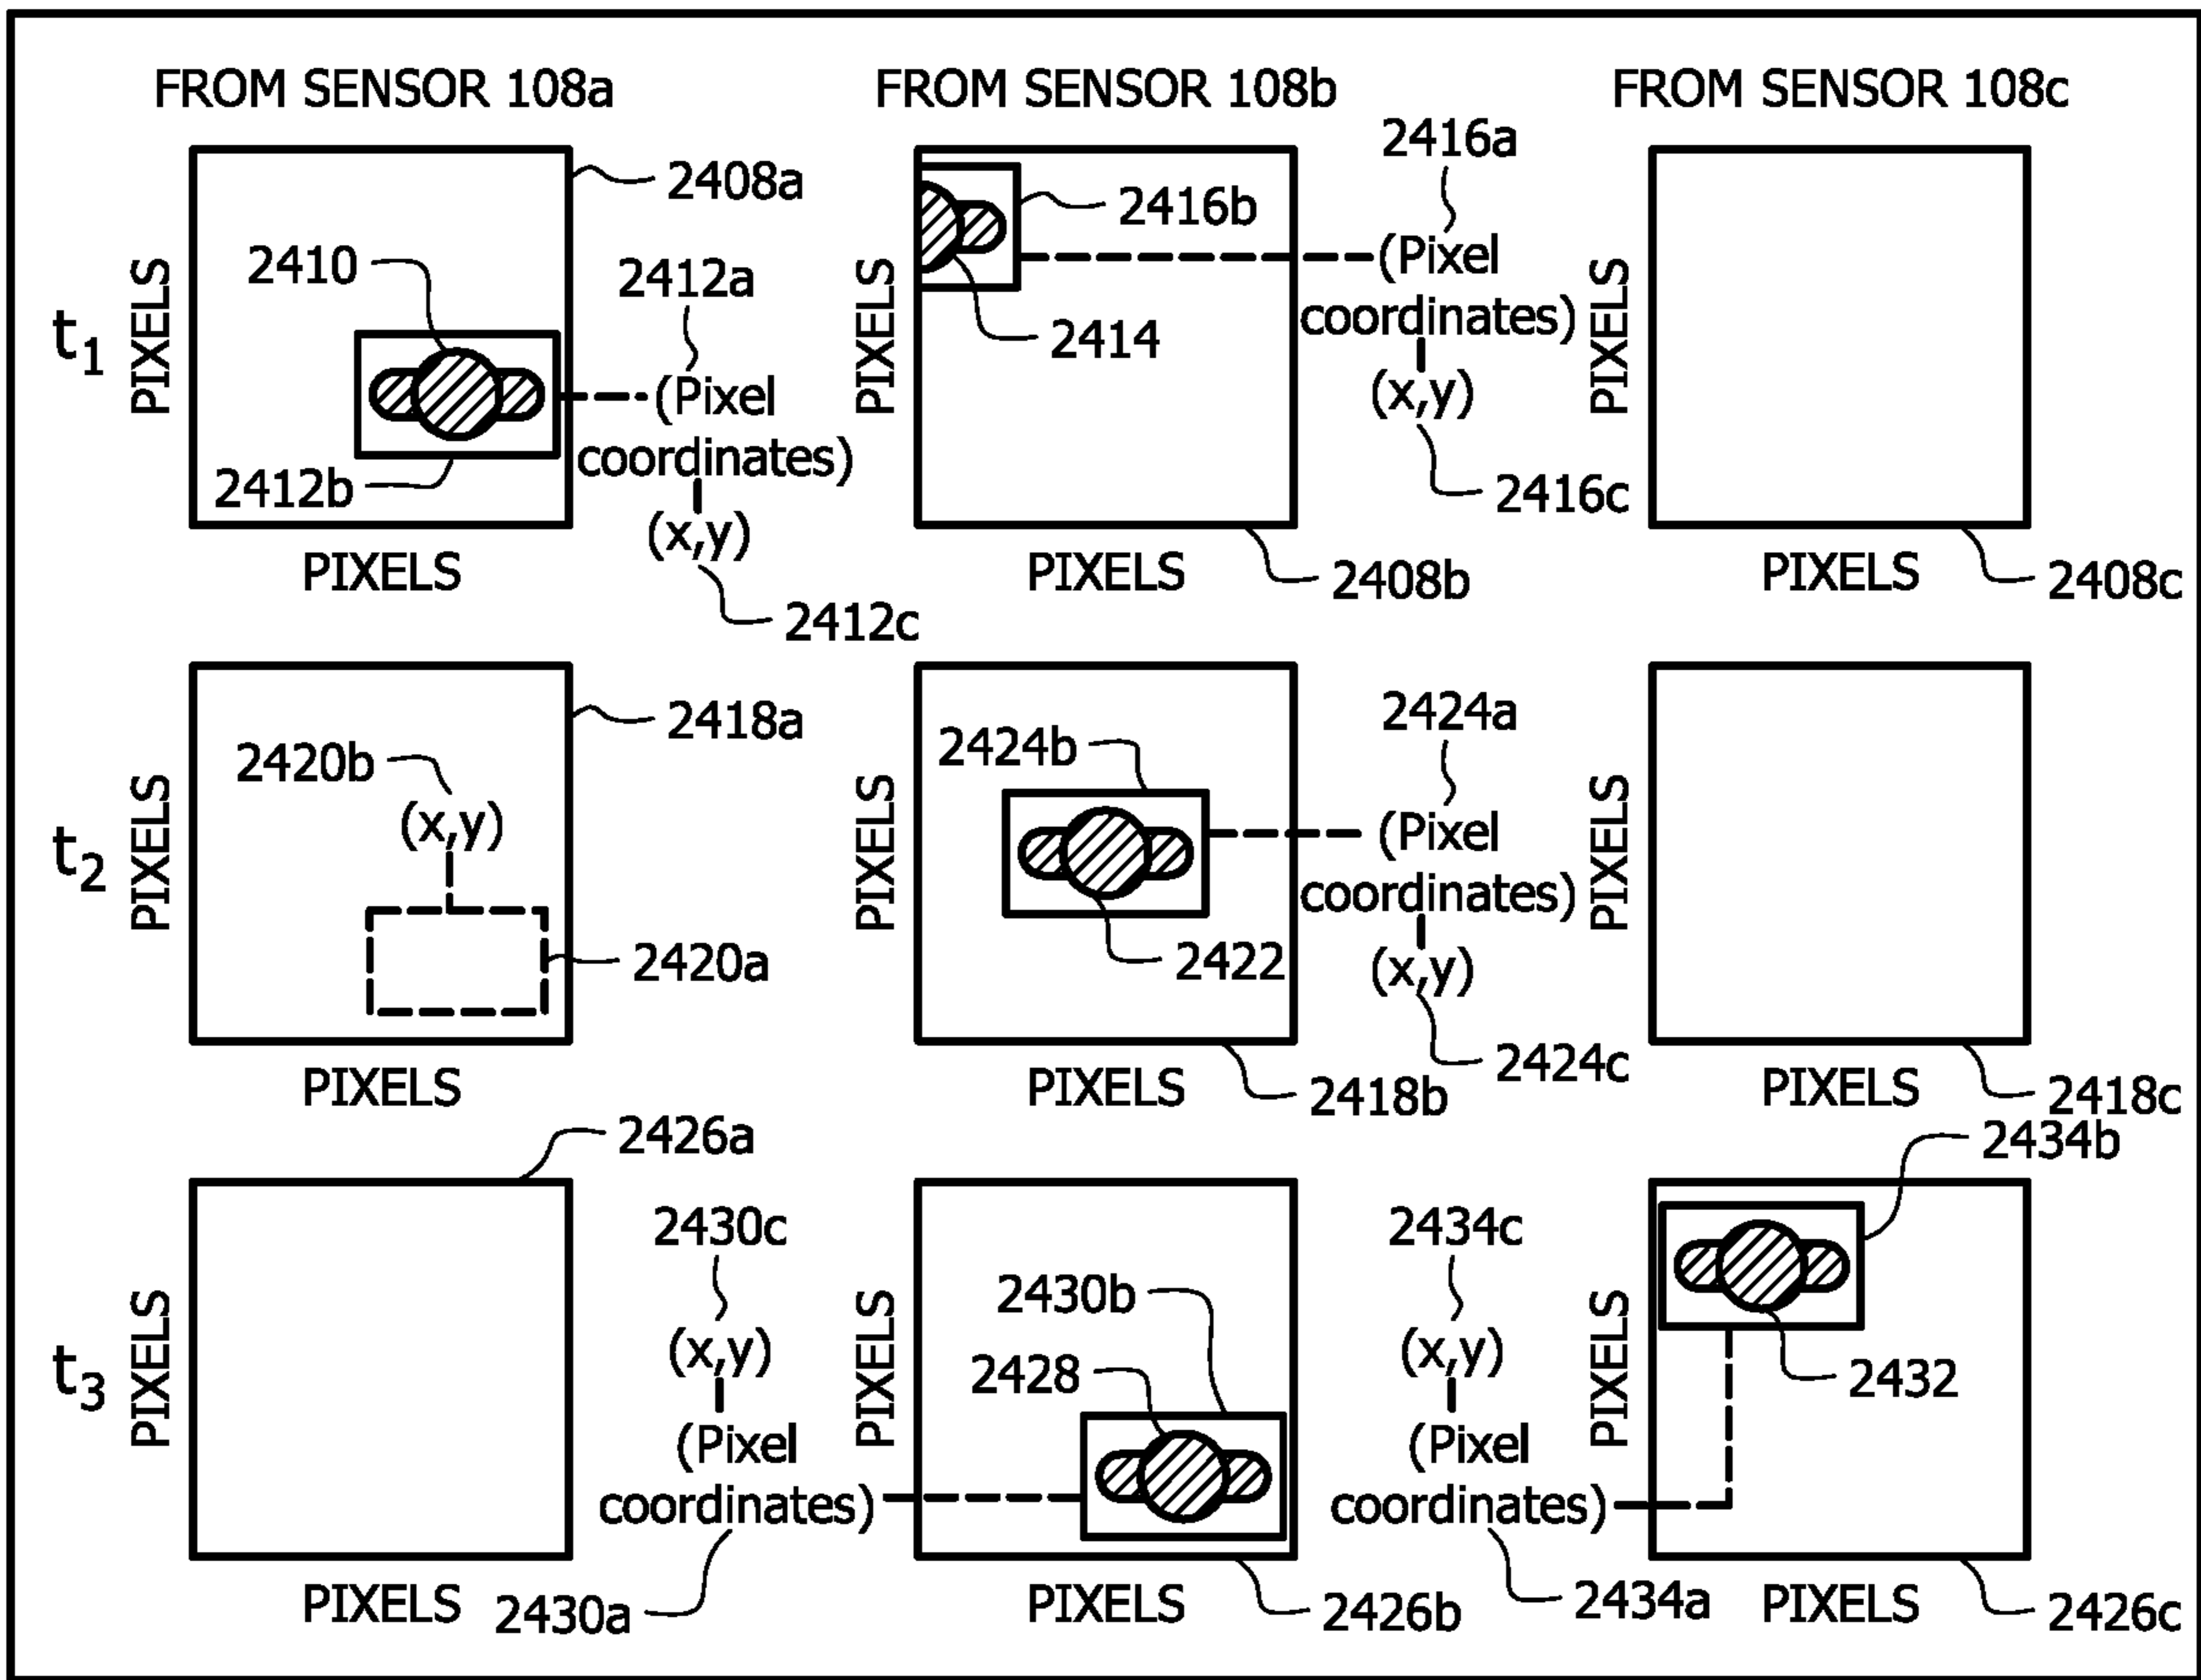 FROM SENSOR 108a
FROM SENSOR 108b
FROM SENSOR 108c
t1
PIXELS
2408a
2410
2412a
(Pixel
coordinates)
2412b
(x,y)
2412c
PIXELS
PIXELS
2416b
2414
2416a
(Pixel
coordinates)
(x,y)
2416c
PIXELS
2408b
PIXELS
PIXELS
2408c
t2
PIXELS
2418a
2420b
(x,y)
2420a
PIXELS
PIXELS
2424b
2422
2424a
(Pixel
coordinates)
(x,y)
2424c
PIXELS
2418b
PIXELS
PIXELS
2418c
t3
PIXELS
2426a
PIXELS
2430c
(x,y)
(Pixel
coordinates)
2430a
PIXELS
2430b
2428
PIXELS
2426b
2434c
(x,y)
(Pixel
coordinates)
2434a
PIXELS
2434b
2432
PIXELS
2426c